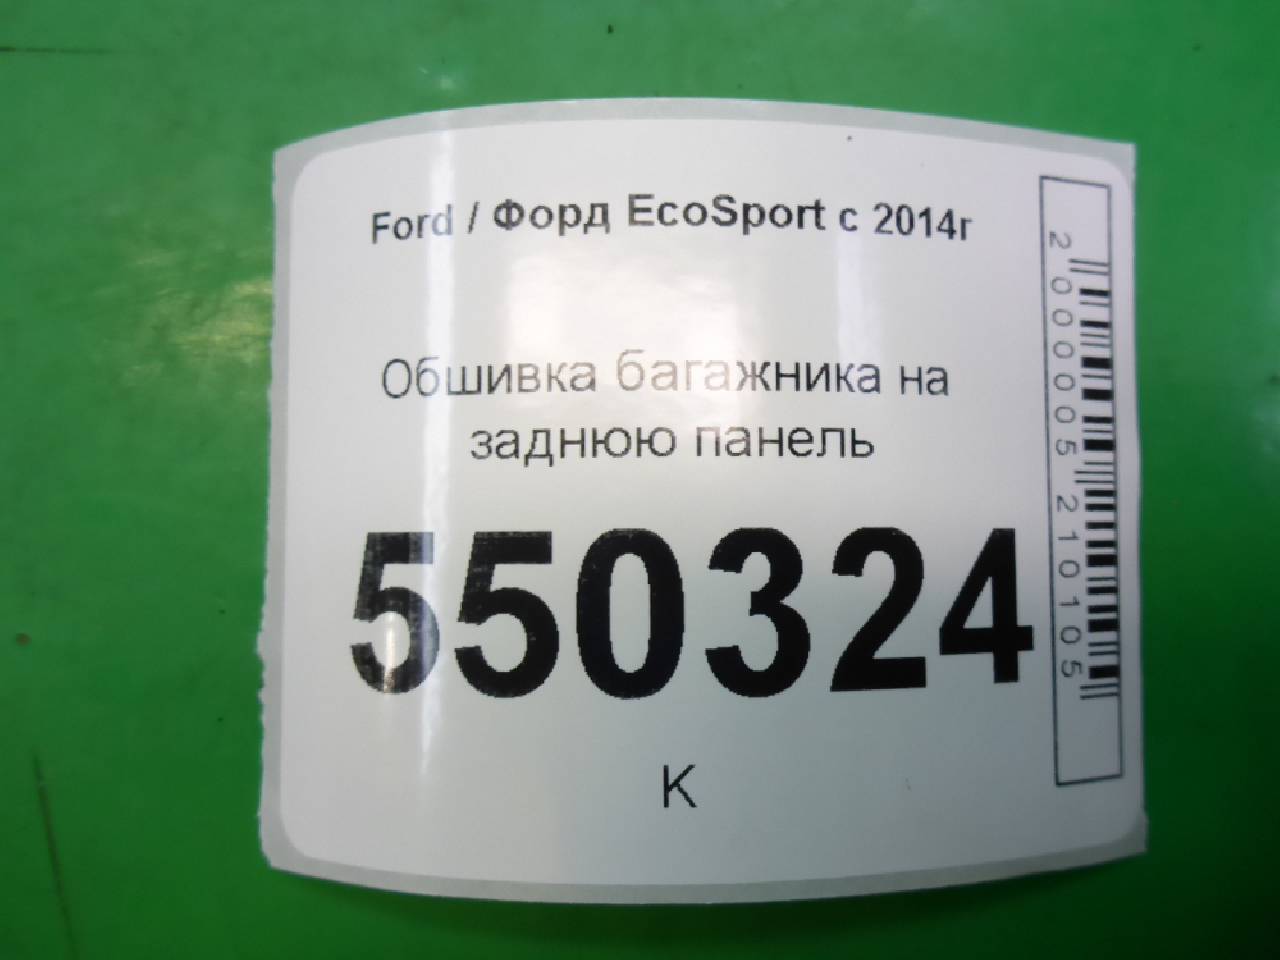 Ford / Форд EcoSport с 2014г
Обшивка багажника на
заднюю панель
550324
К
2000005210105